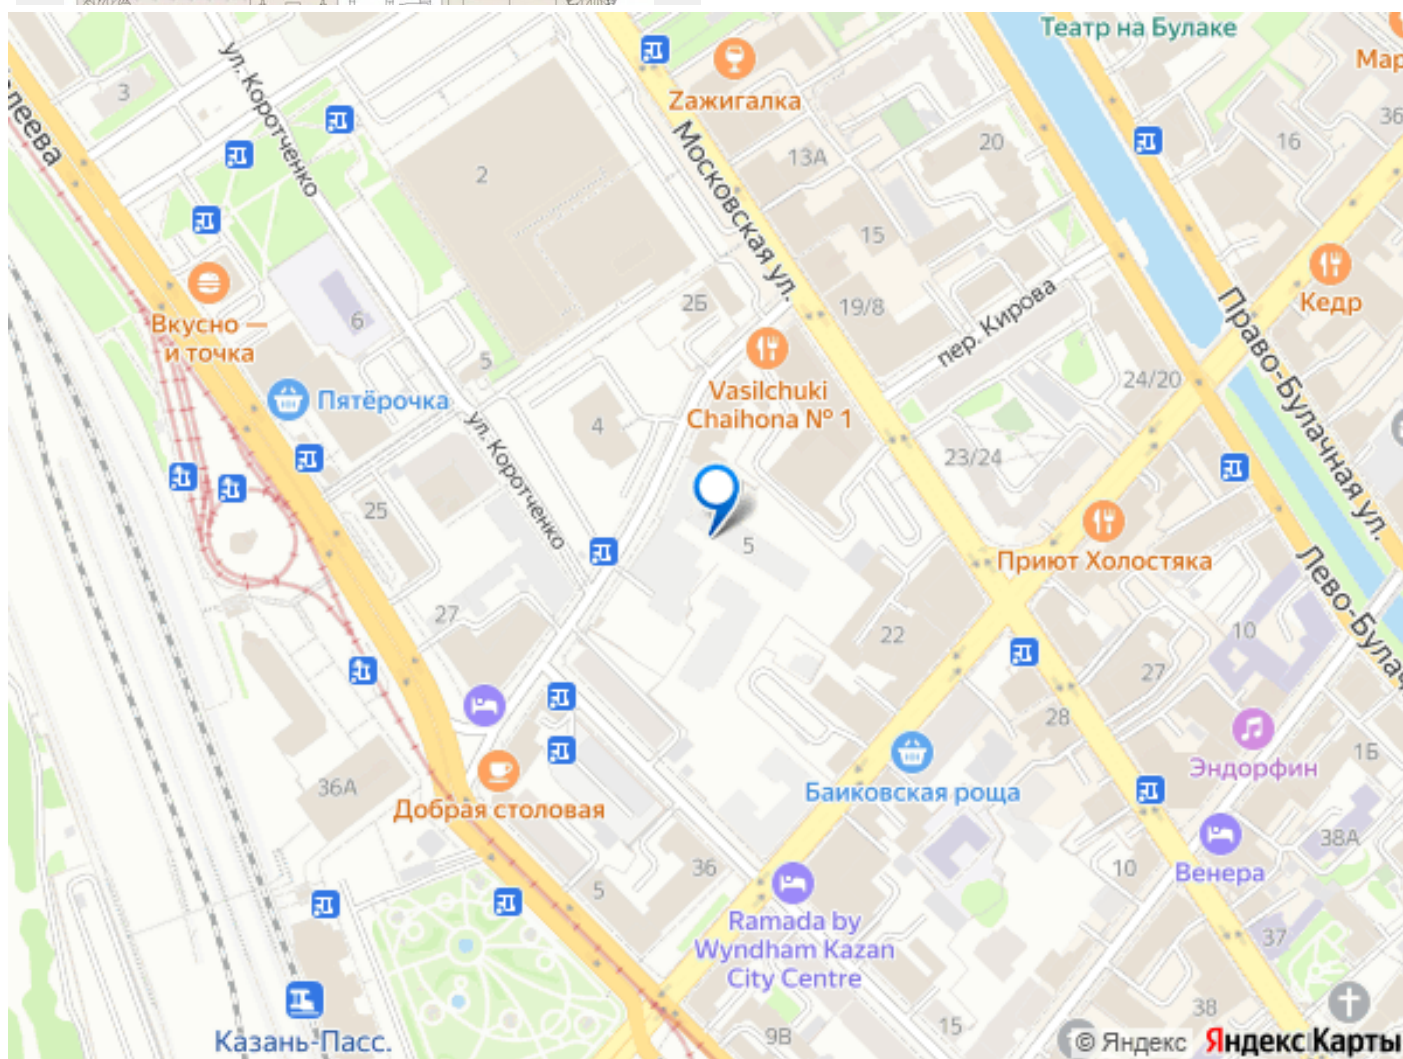 Театр на Булаке
Мар
3
ул. Коротченко
Zажигалка
36
леева
Московская ул.
20
16
13А
2
15
2Б
19/8
пер. Кирова
Кедр
Право-Булачная ул.
6
Вкусно —
и точка
5
Vasilchuki
Chaihona № 1
24/20
Пятёрочка
4
ул. Коротченко
23/24
25
5
Приют Холостяка
Лево-Булач
27
22
10
27
28
1Б
Эндорфин
36А
Добрая столовая
Баиковская роща
38А
36
10
Венера
5
Ramada by
Wyndham Kazan
City Centre
37
38
15
9В
Казань-Пасс.
© Яндекс Яндекс Карты